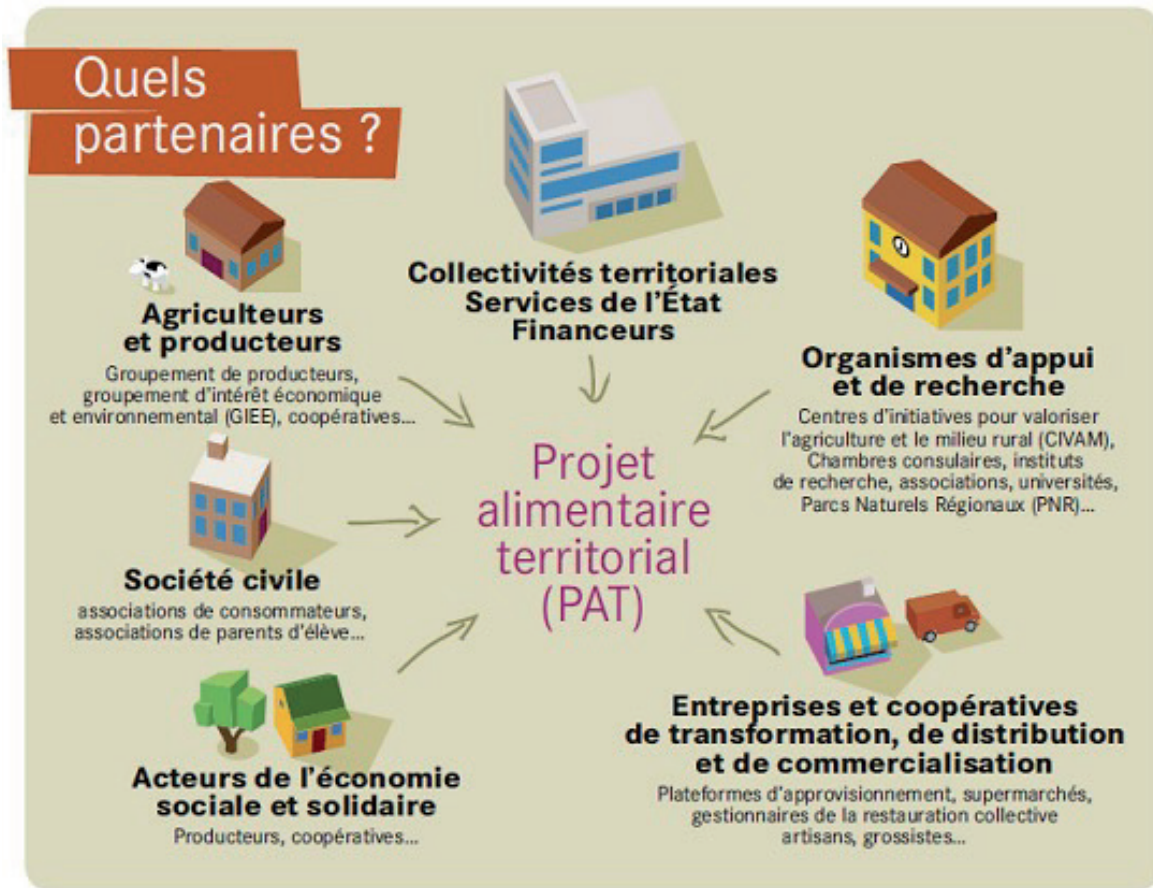 Quels
partenaires ?
Collectivités territoriales
Services de l'État
Financeurs
Agriculteurs
et producteurs
Groupement de producteurs,
groupement d'intérêt économique
et environnemental (GIEE), coopératives...
Organismes d'appui
et de recherche
Centres d'initiatives pour valoriser
l'agriculture et le milieu rural (CIVAM),
Chambres consulaires, instituts
de recherche, associations, universités,
Parcs Naturels Régionaux (PNR)...
Projet
alimentaire
territorial
(PAT)
Société civile
associations de consommateurs,
associations de parents d'élève...
Acteurs de l'économie
sociale et solidaire
Producteurs, coopératives...
Entreprises et coopératives
de transformation, de distribution
et de commercialisation
Plateformes d'approvisionnement, supermarchés,
gestionnaires de la restauration collective
artisans, grossistes...